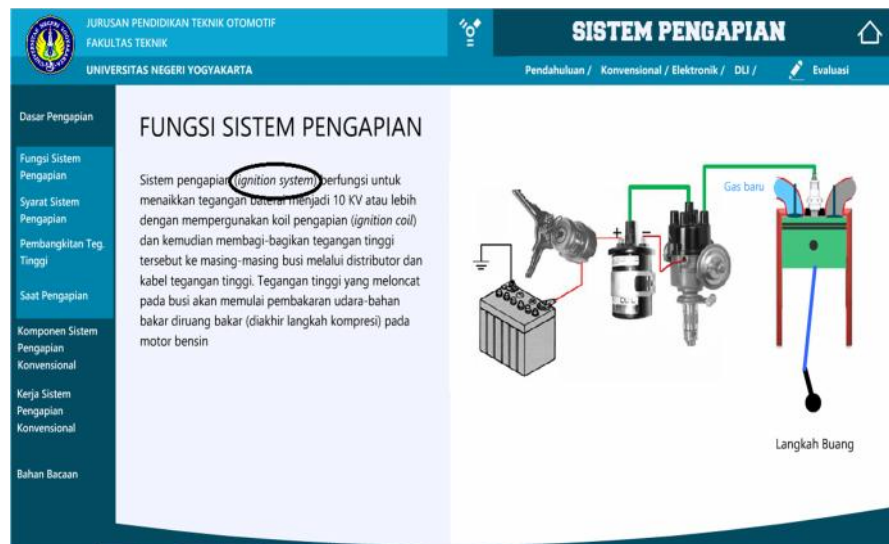 JURUSAN PENDIDIKAN TEKNIK OTOMOTIF
FAKULTAS TEKNIK
UNIVERSITAS NEGERI YOGYAKARTA
SISTEM PENGAPIAN
Pendahuluan / Konvensional / Elektronik / DLI / Evaluasi
Dasar Pengapian
Fungsi Sistem
Pengapian
Syarat Sistem
Pengapian
Pembangkitan Teg.
Tinggi
Saat Pengapian
Komponen Sistem
Pengapian
Konvensional
Kerja Sistem
Pengapian
Konvensional
Bahan Bacaan
FUNGSI SISTEM PENGAPIAN
Sistem pengapian (ignition system) berfungsi untuk
menaikkan tegangan baterai menjadi 10 KV atau lebih
dengan mempergunakan koil pengapian (ignition coil)
dan kemudian membagi-bagikan tegangan tinggi
tersebut ke masing-masing busi melalui distributor dan
kabel tegangan tinggi. Tegangan tinggi yang meloncat
pada busi akan memulai pembakaran udara-bahan
bakar diruang bakar (diakhir langkah kompresi) pada
motor bensin
Gas baru
+ −
Langkah Buang